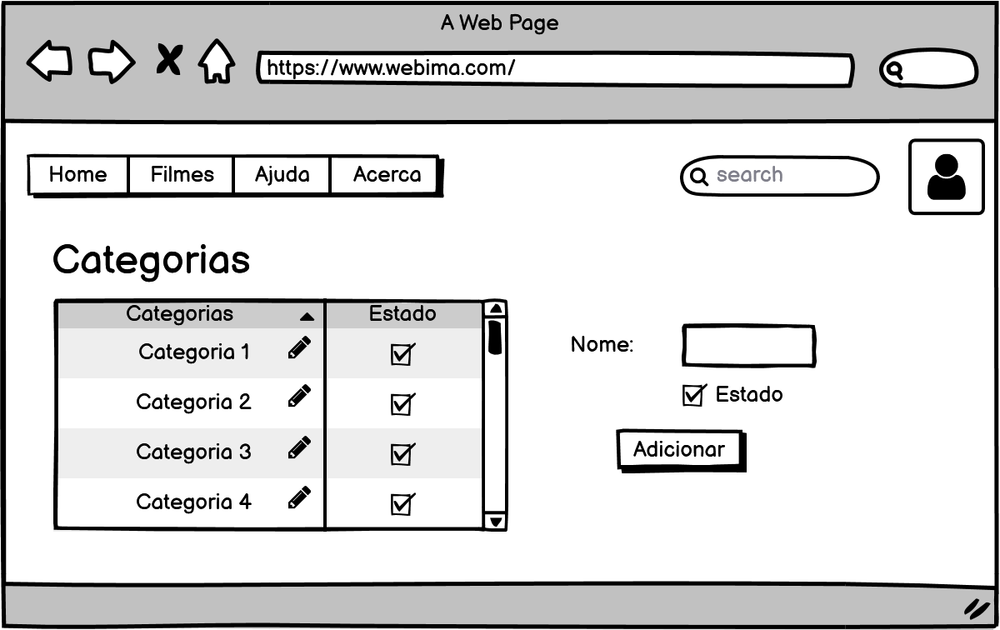 A Web Page
https://www.webima.com/
Home Filmes Ajuda Acerca search
Categorias
Categorias Estado
Categoria 1
Categoria 2
Categoria 3
Categoria 4
Nome:
Estado
Adicionar